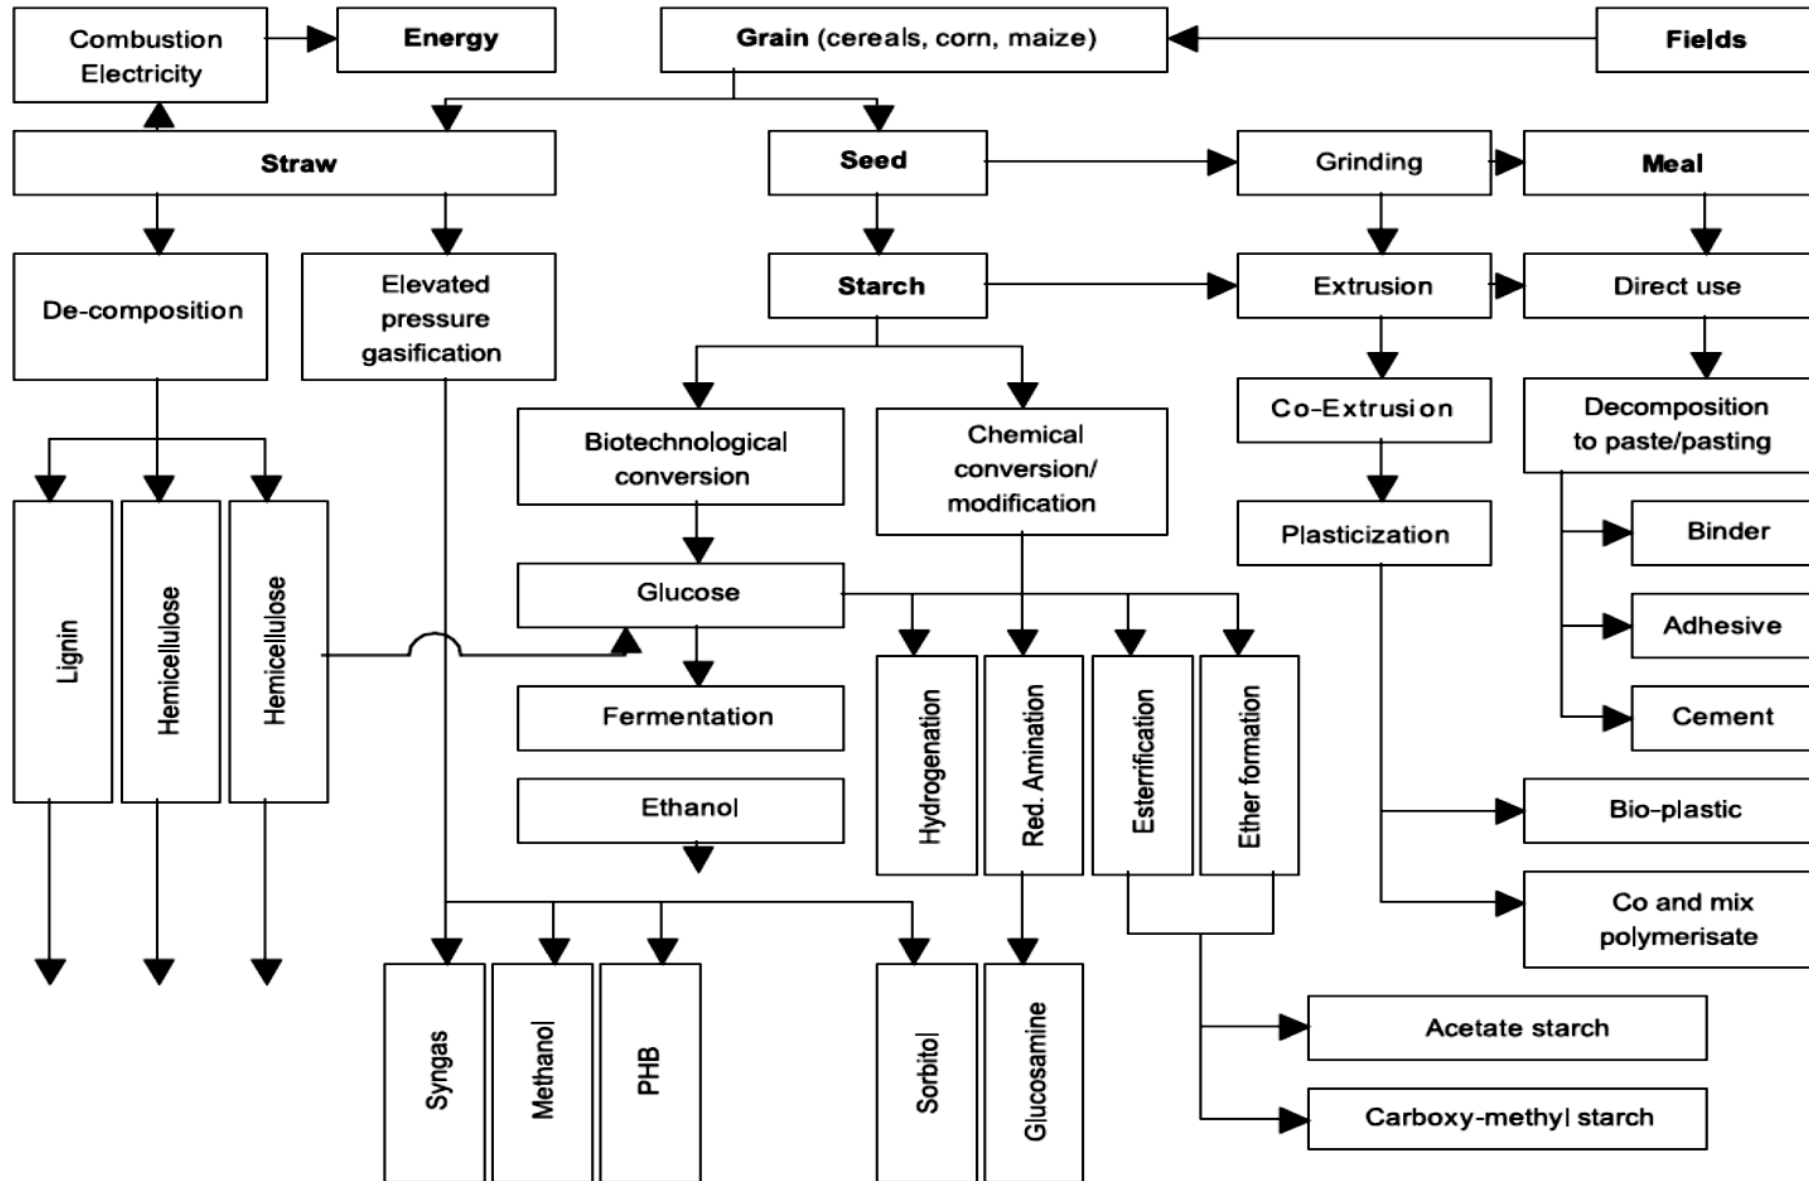 Combustion
Electricity
Energy
Grain (cereals, corn, maize)
Fields
Straw
Seed
Grinding
Meal
De-composition
Elevated
pressure
gasification
Starch
Extrusion
Direct use
Biotechnological
conversion
Chemical
conversion/
modification
Co-Extrusion
Decomposition
to paste/pasting
Lignin
Hemicellulose
Hemicellulose
Glucose
Plasticization
Binder
Adhesive
Cement
Fermentation
Ethanol
Hydrogenation
Red. Amination
Esterrification
Ether formation
Bio-plastic
Co and mix
polymerisate
Syngas
Methanol
PHB
Sorbitol
Glucosamine
Acetate starch
Carboxy-methyl starch